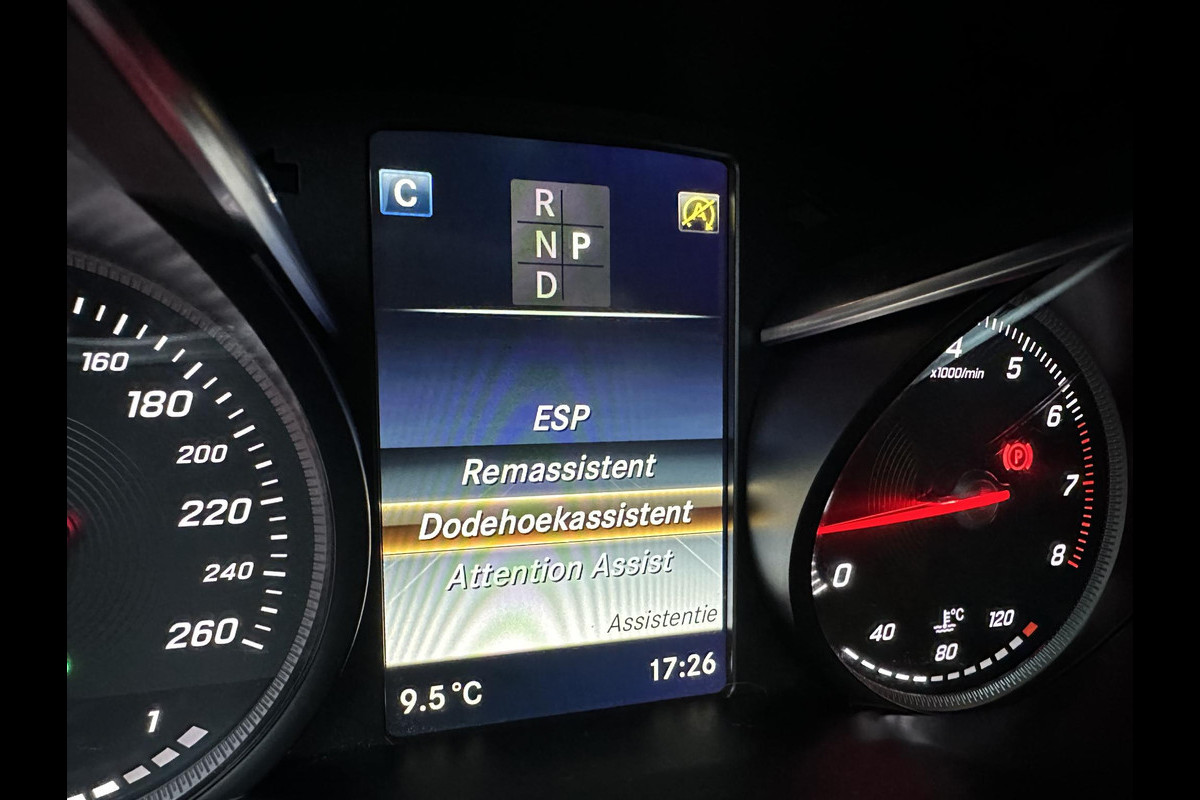 C
R
N P
D
A
ESP
Remassistent
Dodehoekassistent
Attention Assist
Assistentie
9.5 °C
17:26
160
180
200
220
240
260
1
4
5
x1000/min
6
P
7
8
0
°C
40
80
120